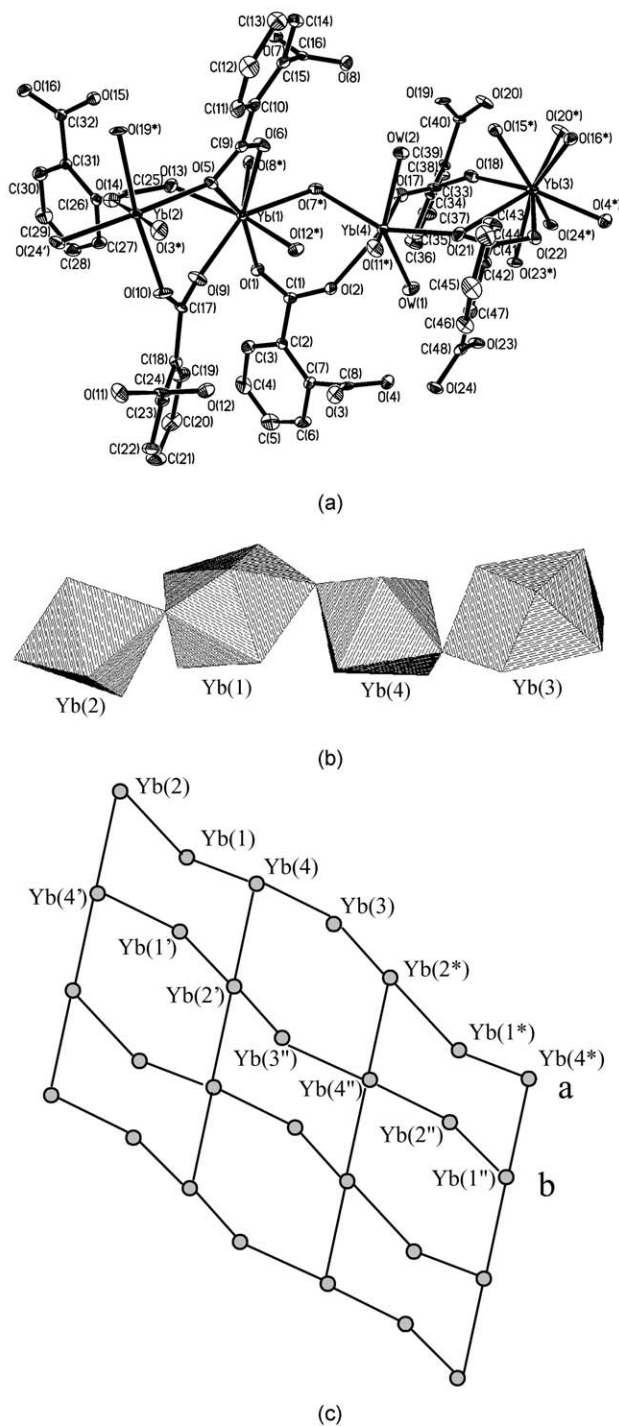 C(13) C(14)
O(7) C(16)
C(12) C(15) O(8)
O(16) O(15) C(11) C(10) O(19) O(20)
C(32) O(19*) C(9) O(6) OW(2) C(40) O(15*) O(20*)
C(31) O(13) O(5) O(8*) C(39) O(18) O(16*)
C(30) O(14) C(25) C(38)
C(26) Yb(2) Yb(1) O(7*) O(17) C(33) Yb(3)
C(29) O(3*) O(12*) Yb(4) C(34) C(43) O(4*)
O(24') C(27) C(37) C(44) O(24*)
C(28) O(11*) C(35) O(21) C(41) O(22)
O(10) O(9) O(1) C(1) O(2) C(36) C(42) O(23*)
C(17) OW(1) C(45)
C(18) C(3) C(2) C(46) C(47)
C(19) C(7) C(8) C(48) O(23)
O(11) C(24) O(12) C(4) O(4) O(24)
C(23) C(20) O(3)
C(22) C(21) C(5) C(6)
(a)
Yb(2) Yb(1) Yb(4) Yb(3)
(b)
Yb(2)
Yb(1)
Yb(4)
Yb(4') Yb(3)
Yb(1')
Yb(2') Yb(2*)
Yb(3") Yb(1*)
Yb(4") Yb(4*)
a
Yb(2")
Yb(1") b
(c)